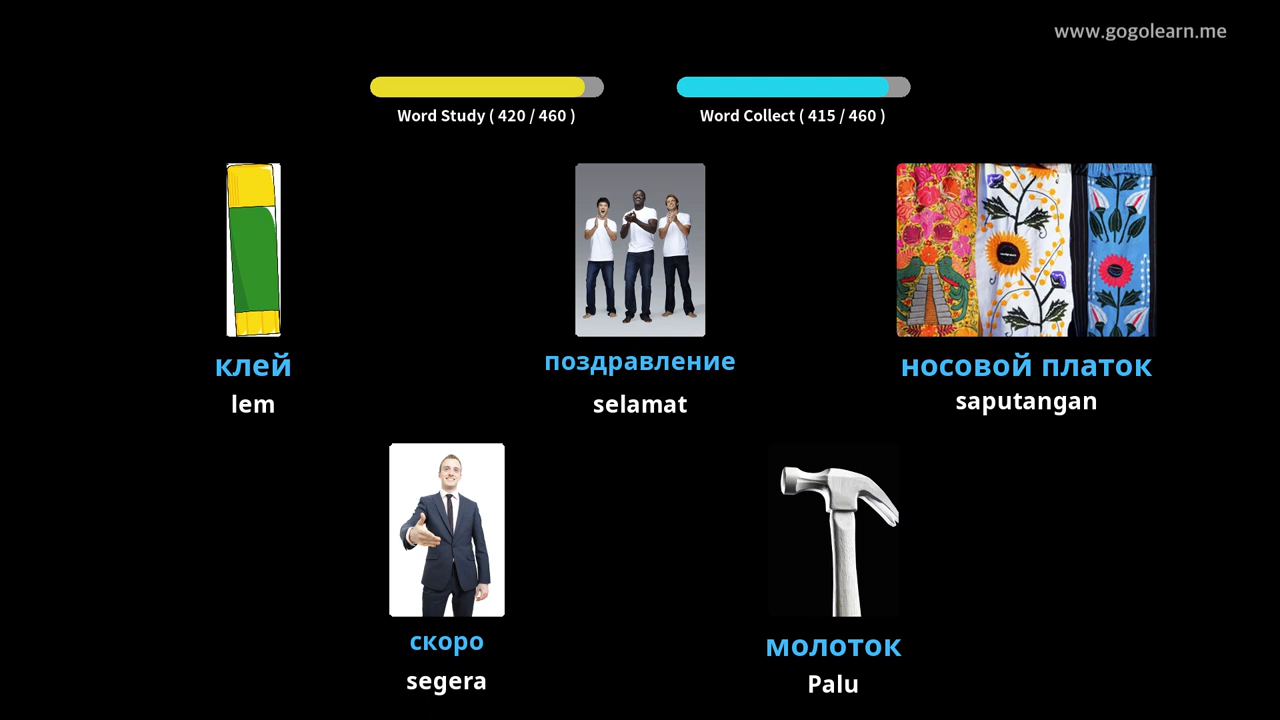 www.gogolearn.me
Word Study ( 420 / 460 )
Word Collect ( 415 / 460 )
клей
lem
поздравление
selamat
носовой платок
saputangan
скоро
segera
молоток
Palu